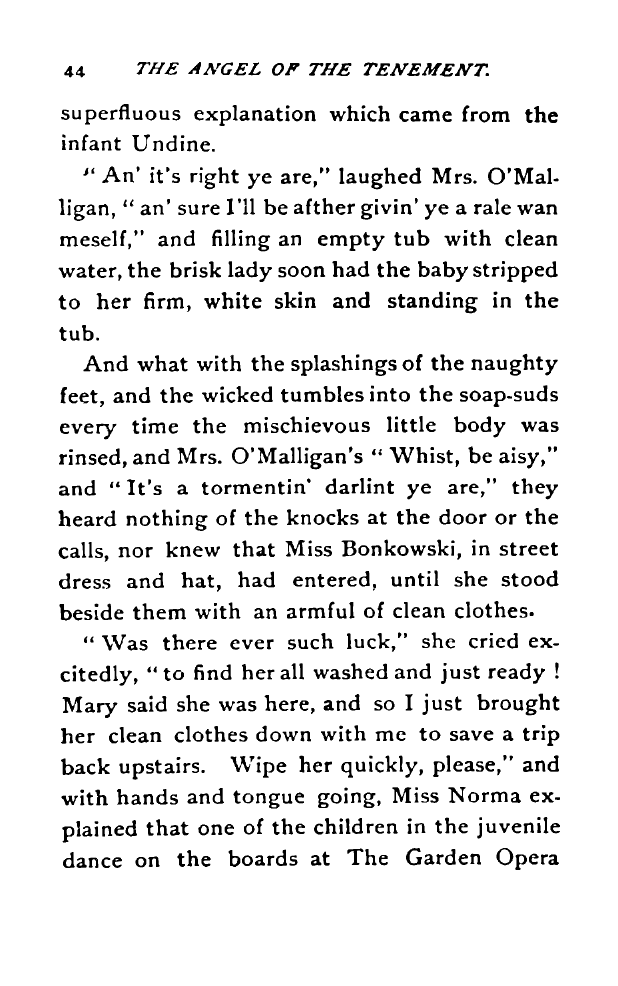 44 THE ANGEL OF THE TENEMENT.
superfluous explanation which came from the
infant Undine.
" An' it's right ye are," laughed Mrs. O'Mal-
ligan, " an' sure I'll be afther givin' ye a rale wan
meself," and filling an empty tub with clean
water, the brisk lady soon had the baby stripped
to her firm, white skin and standing in the
tub.
And what with the splashings of the naughty
feet, and the wicked tumbles into the soap-suds
every time the mischievous little body was
rinsed, and Mrs. O'Malligan's " Whist, be aisy,"
and " It's a tormentin' darlint ye are," they
heard nothing of the knocks at the door or the
calls, nor knew that Miss Bonkowski, in street
dress and hat, had entered, until she stood
beside them with an armful of clean clothes.
" Was there ever such luck," she cried ex-
citedly, " to find her all washed and just ready !
Mary said she was here, and so I just brought
her clean clothes down with me to save a trip
back upstairs. Wipe her quickly, please," and
with hands and tongue going, Miss Norma ex-
plained that one of the children in the juvenile
dance on the boards at The Garden Opera